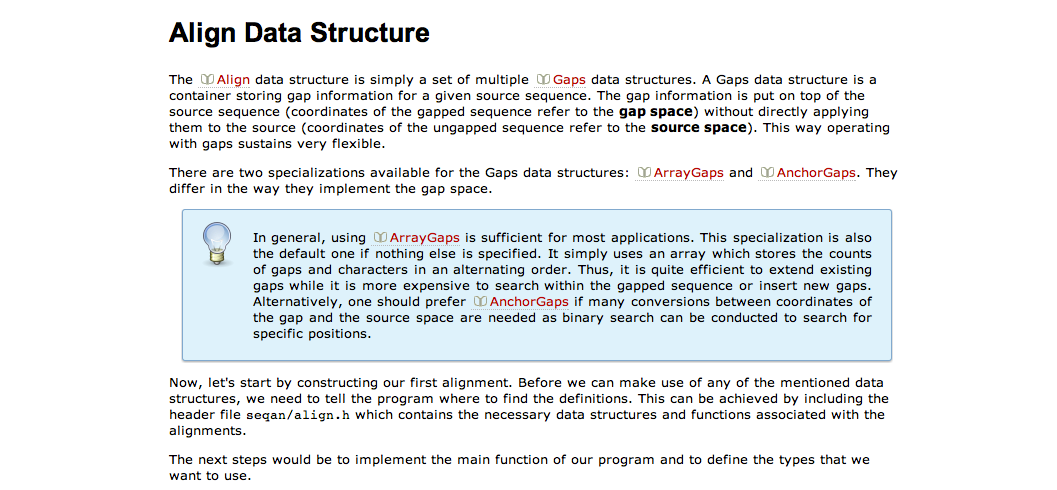 Align Data Structure
The Align data structure is simply a set of multiple Gaps data structures. A Gaps data structure is a
container storing gap information for a given source sequence. The gap information is put on top of the
source sequence (coordinates of the gapped sequence refer to the gap space) without directly applying
them to the source (coordinates of the ungapped sequence refer to the source space). This way operating
with gaps sustains very flexible.
There are two specializations available for the Gaps data structures: ArrayGaps and AnchorGaps. They
differ in the way they implement the gap space.
In general, using ArrayGaps is sufficient for most applications. This specialization is also
the default one if nothing else is specified. It simply uses an array which stores the counts
of gaps and characters in an alternating order. Thus, it is quite efficient to extend existing
gaps while it is more expensive to search within the gapped sequence or insert new gaps.
Alternatively, one should prefer AnchorGaps if many conversions between coordinates of
the gap and the source space are needed as binary search can be conducted to search for
specific positions.
Now, let's start by constructing our first alignment. Before we can make use of any of the mentioned data
structures, we need to tell the program where to find the definitions. This can be achieved by including the
header file seqan/align.h which contains the necessary data structures and functions associated with the
alignments.
The next steps would be to implement the main function of our program and to define the types that we
want to use.